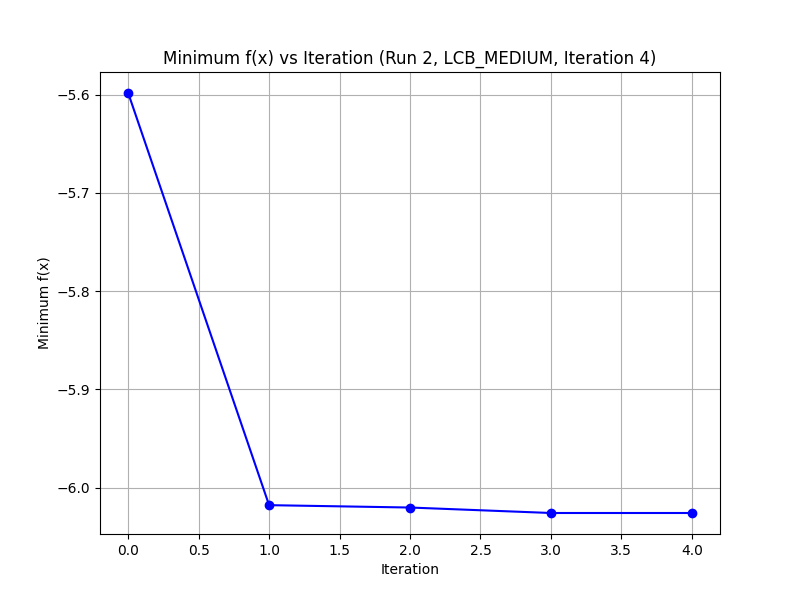 Minimum f(x) vs Iteration (Run 2, LCB_MEDIUM, Iteration 4)
Minimum f(x)
−5.6
−5.7
−5.8
−5.9
−6.0
0.0 0.5 1.0 1.5 2.0 2.5 3.0 3.5 4.0
Iteration